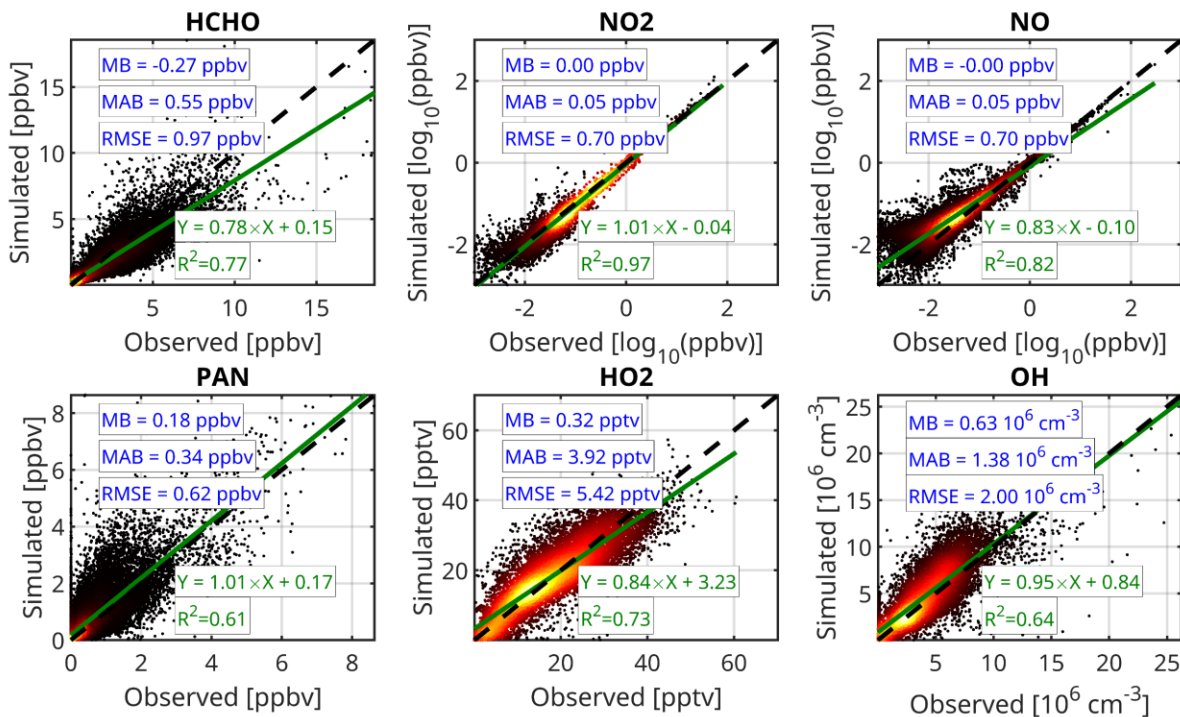 HCHO
Simulated [ppbv]
15
10
5
MB = -0.27 ppbv
MAB = 0.55 ppbv
RMSE = 0.97 ppbv
Y = 0.78×X + 0.15
R²=0.77
5 10 15
Observed [ppbv]
NO2
Simulated [log₁₀(ppbv)]
2
0
-2
MB = 0.00 ppbv
MAB = 0.05 ppbv
RMSE = 0.70 ppbv
Y = 1.01×X - 0.04
R²=0.97
-2 0 2
Observed [log₁₀(ppbv)]
NO
Simulated [log₁₀(ppbv)]
2
0
-2
MB = -0.00 ppbv
MAB = 0.05 ppbv
RMSE = 0.70 ppbv
Y = 0.83×X - 0.10
R²=0.82
-2 0 2
Observed [log₁₀(ppbv)]
PAN
Simulated [ppbv]
8
6
4
2
0
MB = 0.18 ppbv
MAB = 0.34 ppbv
RMSE = 0.62 ppbv
Y = 1.01×X + 0.17
R²=0.61
0 2 4 6 8
Observed [ppbv]
HO2
Simulated [pptv]
60
40
20
MB = 0.32 pptv
MAB = 3.92 pptv
RMSE = 5.42 pptv
Y = 0.84×X + 3.23
R²=0.73
20 40 60
Observed [pptv]
OH
Simulated [10⁶ cm⁻³]
25
20
15
10
5
MB = 0.63 10⁶ cm⁻³
MAB = 1.38 10⁶ cm⁻³
RMSE = 2.00 10⁶ cm⁻³
Y = 0.95×X + 0.84
R²=0.64
5 10 15 20 25
Observed [10⁶ cm⁻³]